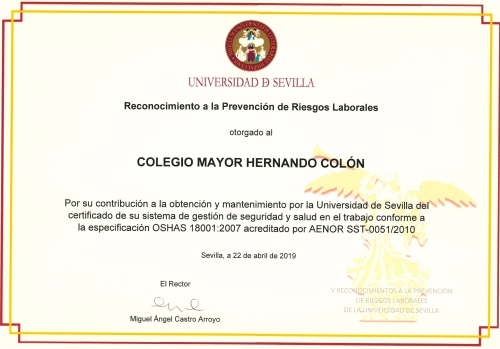 UNIVERSIDAD D SEVILLA
Reconocimiento a la Prevención de Riesgos Laborales
otorgado al
COLEGIO MAYOR HERNANDO COLÓN
Por su contribución a la obtención y mantenimiento por la Universidad de Sevilla del
certificado de su sistema de gestión de seguridad y salud en el trabajo conforme a
la especificación OSHAS 18001:2007 acreditado por AENOR SST-0051/2010
Sevilla, a 22 de abril de 2019
El Rector
Miguel Ángel Castro Arroyo
V RECONOCIMIENTOS A LA PREVENCIÓN
DE RIESGOS LABORALES
DE LA UNIVERSIDAD DE SEVILLA